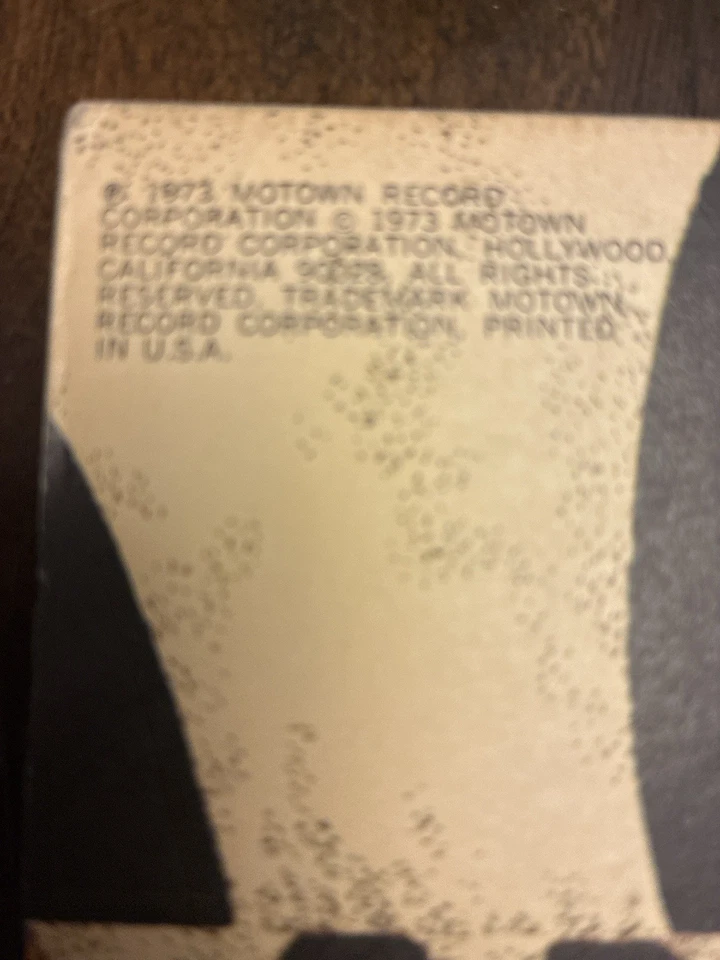 ℗ 1973 MOTOWN RECORD
CORPORATION © 1973 MOTOWN
RECORD CORPORATION, HOLLYWOOD,
CALIFORNIA 90028. ALL RIGHTS
RESERVED. TRADEMARK MOTOWN
RECORD CORPORATION. PRINTED
IN U.S.A.